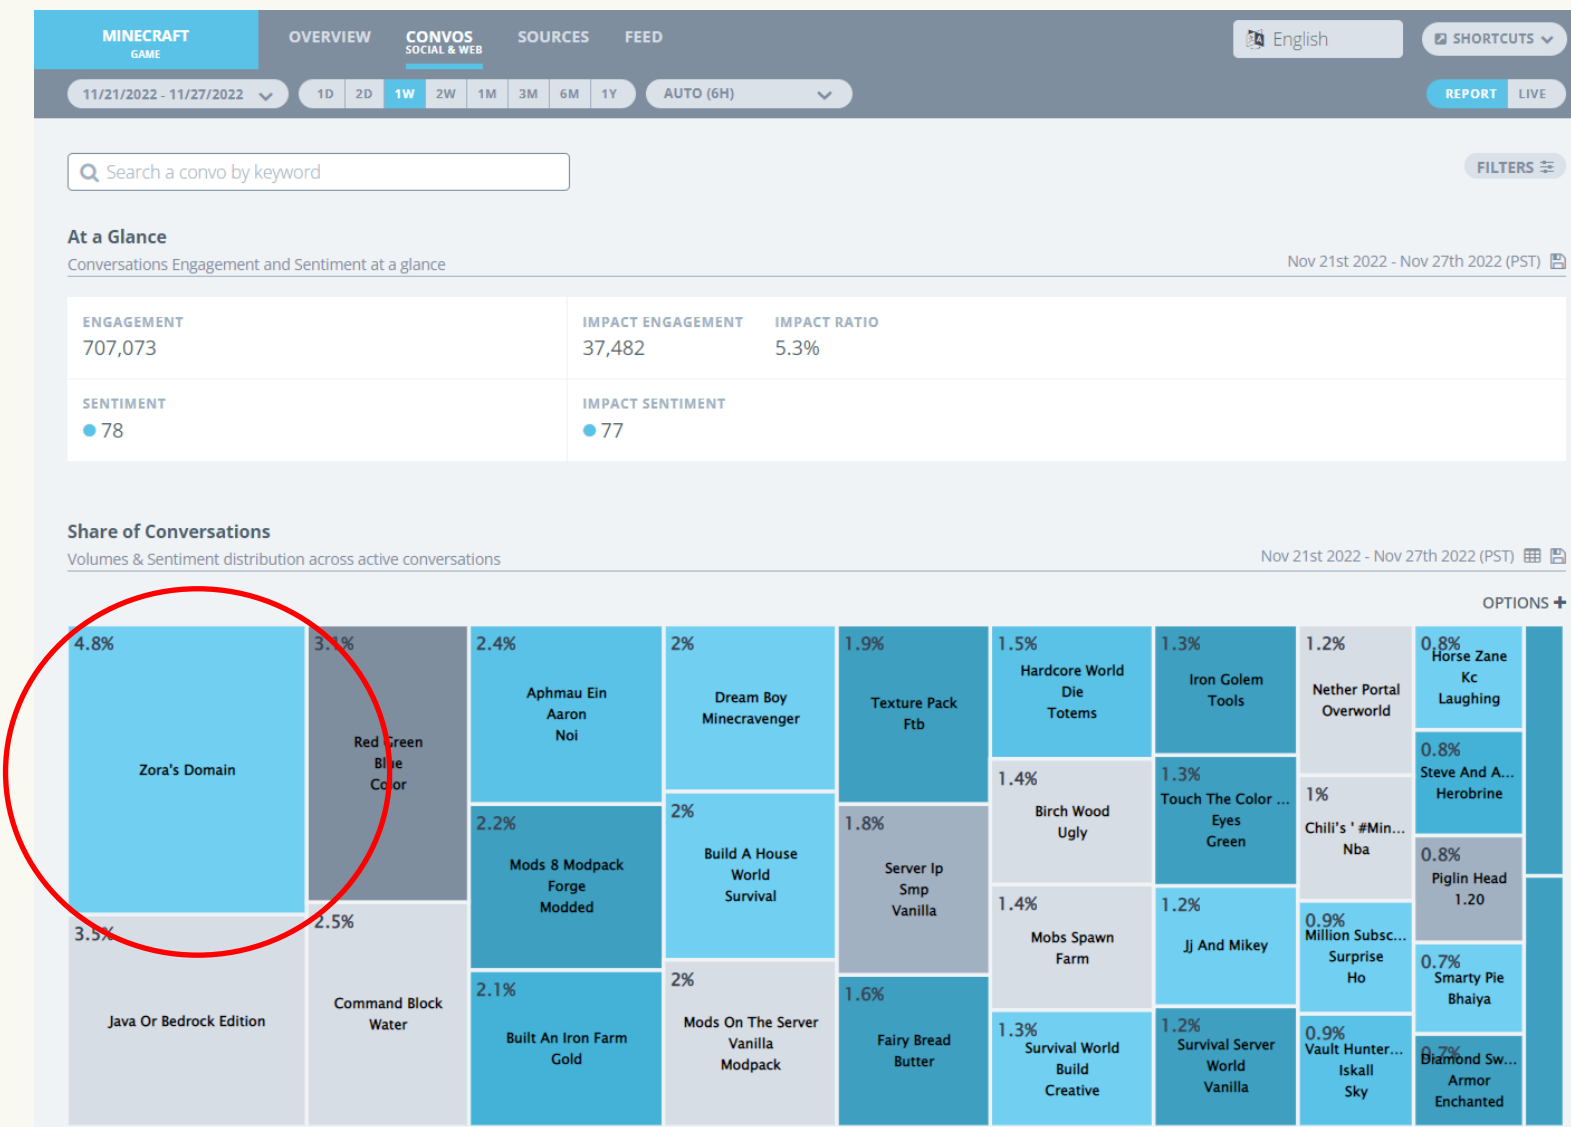 MINECRAFT
GAME
OVERVIEW
CONVOS
SOCIAL & WEB
SOURCES
FEED
English
SHORTCUTS
11/21/2022 - 11/27/2022
1D 2D 1W 2W 1M 3M 6M 1Y
AUTO (6H)
REPORT LIVE
Search a convo by keyword
FILTERS
At a Glance
Conversations Engagement and Sentiment at a glance
Nov 21st 2022 - Nov 27th 2022 (PST)
ENGAGEMENT
707,073
IMPACT ENGAGEMENT
37,482
IMPACT RATIO
5.3%
SENTIMENT
78
IMPACT SENTIMENT
77
Share of Conversations
Volumes & Sentiment distribution across active conversations
Nov 21st 2022 - Nov 27th 2022 (PST)
OPTIONS +
4.8%
Zora's Domain
3.5%
Java Or Bedrock Edition
3.1%
Red Green
Blue
Color
2.5%
Command Block
Water
2.4%
Aphmau Ein
Aaron
Noi
2.2%
Mods 8 Modpack
Forge
Modded
2.1%
Built An Iron Farm
Gold
2%
Dream Boy
Minecravenger
2%
Build A House
World
Survival
2%
Mods On The Server
Vanilla
Modpack
1.9%
Texture Pack
Ftb
1.8%
Server Ip
Smp
Vanilla
1.6%
Fairy Bread
Butter
1.5%
Hardcore World
Die
Totems
1.4%
Birch Wood
Ugly
1.4%
Mobs Spawn
Farm
1.3%
Survival World
Build
Creative
1.3%
Iron Golem
Tools
1.3%
Touch The Color ...
Eyes
Green
1.2%
Jj And Mikey
1.2%
Survival Server
World
Vanilla
1.2%
Nether Portal
Overworld
1%
Chili's ' #Min...
Nba
0.9%
Million Subsc...
Surprise
Ho
0.9%
Vault Hunter...
Iskall
Sky
0.8%
Horse Zane
Kc
Laughing
0.8%
Steve And A...
Herobrine
0.8%
Piglin Head
1.20
0.7%
Smarty Pie
Bhaiya
0.7%
Diamond Sw...
Armor
Enchanted